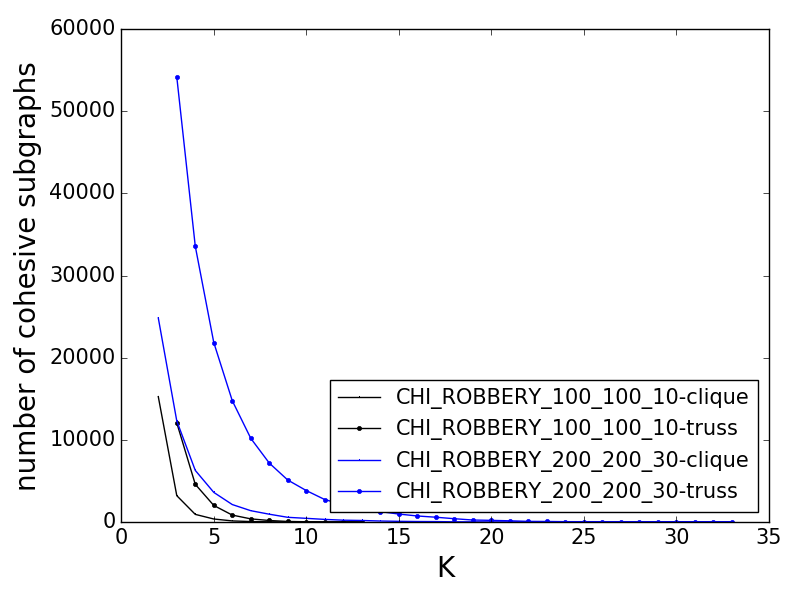 60000
50000
40000
30000
20000
10000
0
number of cohesive subgraphs
CHI_ROBBERY_100_100_10-clique
CHI_ROBBERY_100_100_10-truss
CHI_ROBBERY_200_200_30-clique
CHI_ROBBERY_200_200_30-truss
0 5 10 15 20 25 30 35
K